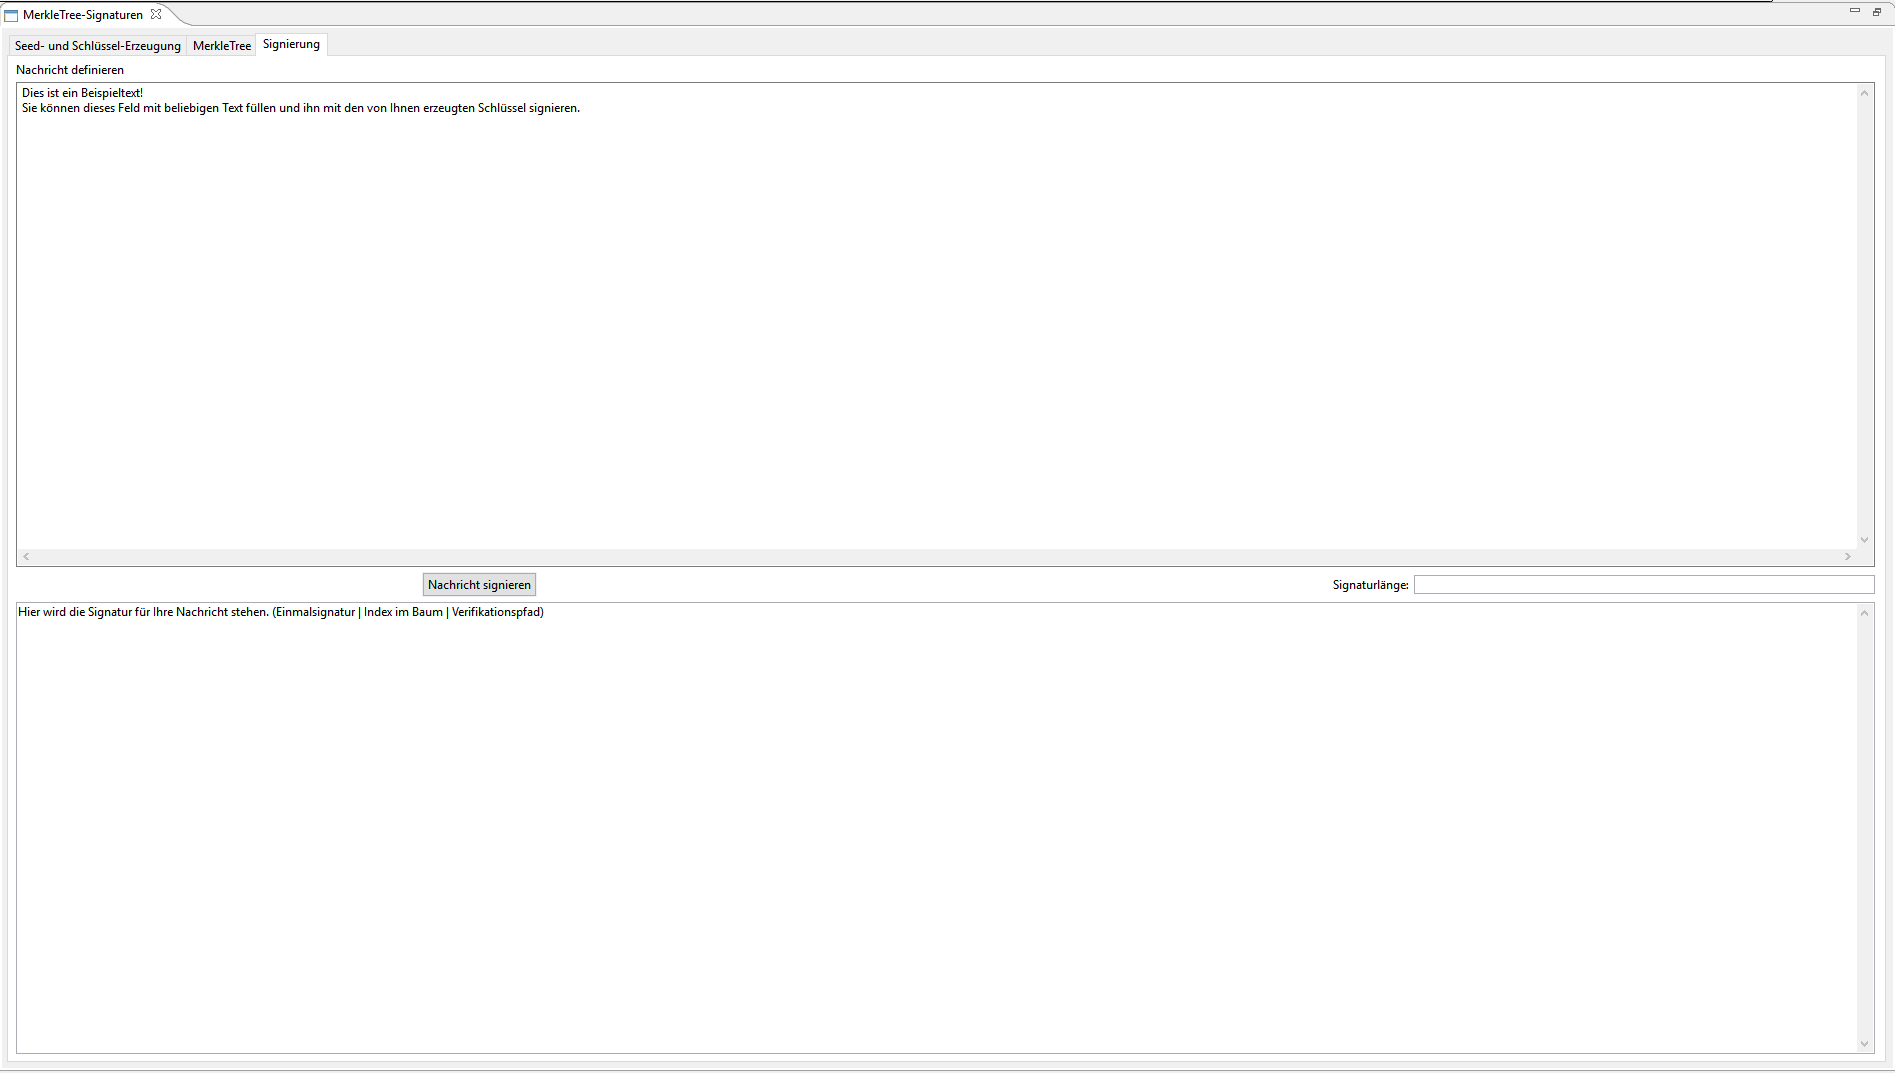 MerkleTree-Signaturen
Seed- und Schlüssel-Erzeugung MerkleTree Signierung
Nachricht definieren
Dies ist ein Beispieltext!
Sie können dieses Feld mit beliebigen Text füllen und ihn mit den von Ihnen erzeugten Schlüssel signieren.
Nachricht signieren Signaturlänge:
Hier wird die Signatur für Ihre Nachricht stehen. (Einmalsignatur | Index im Baum | Verifikationspfad)